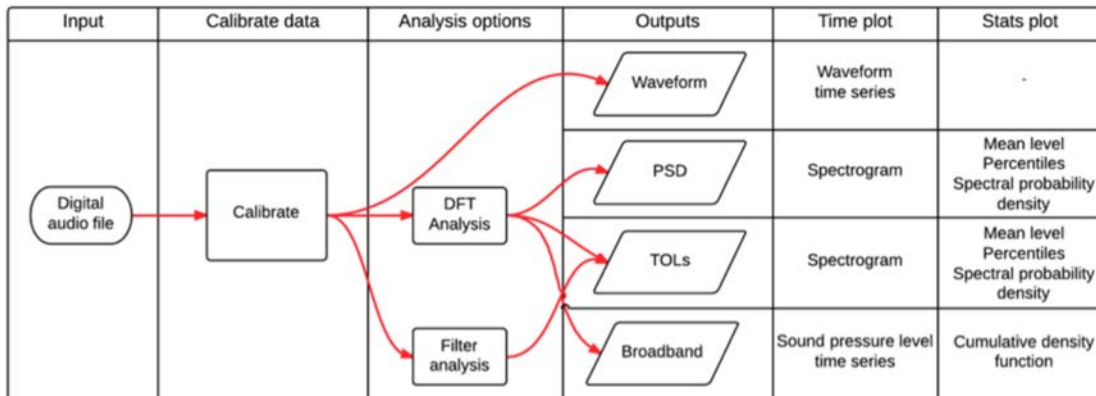 Input
Calibrate data
Analysis options
Outputs
Time plot
Stats plot
Waveform
Waveform
time series
-
PSD
Spectrogram
Mean level
Percentiles
Spectral probability
density
Digital
audio file
Calibrate
DFT
Analysis
TOLs
Spectrogram
Mean level
Percentiles
Spectral probability
density
Filter
analysis
Broadband
Sound pressure level
time series
Cumulative density
function